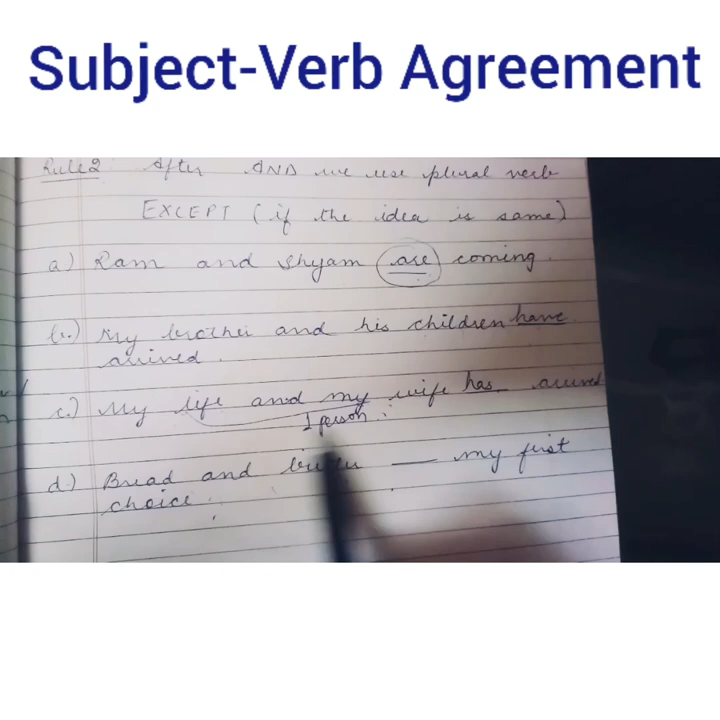 Subject-Verb Agreement
Rule 2 After AND we use plural verb
EXCEPT (if the idea is same)
a) Ram and Shyam are coming.
b.) My brother and his children have
arrived.
c.) My life and my wife has arrived
1 person
d.) Bread and — my first
choice.